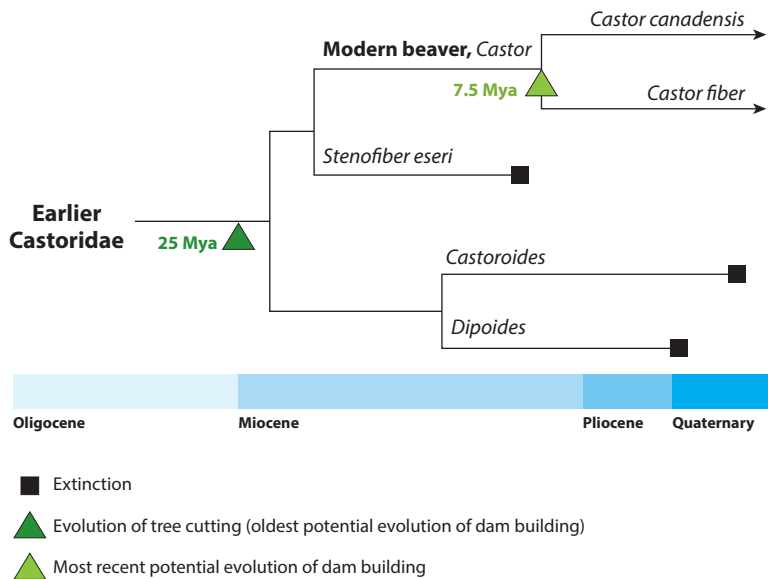 Castor canadensis
Modern beaver, Castor
7.5 Mya
Castor fiber
Stenofiber eseri
Earlier
Castoridae
25 Mya
Castoroides
Dipoides
Oligocene
Miocene
Pliocene
Quaternary
Extinction
Evolution of tree cutting (oldest potential evolution of dam building)
Most recent potential evolution of dam building